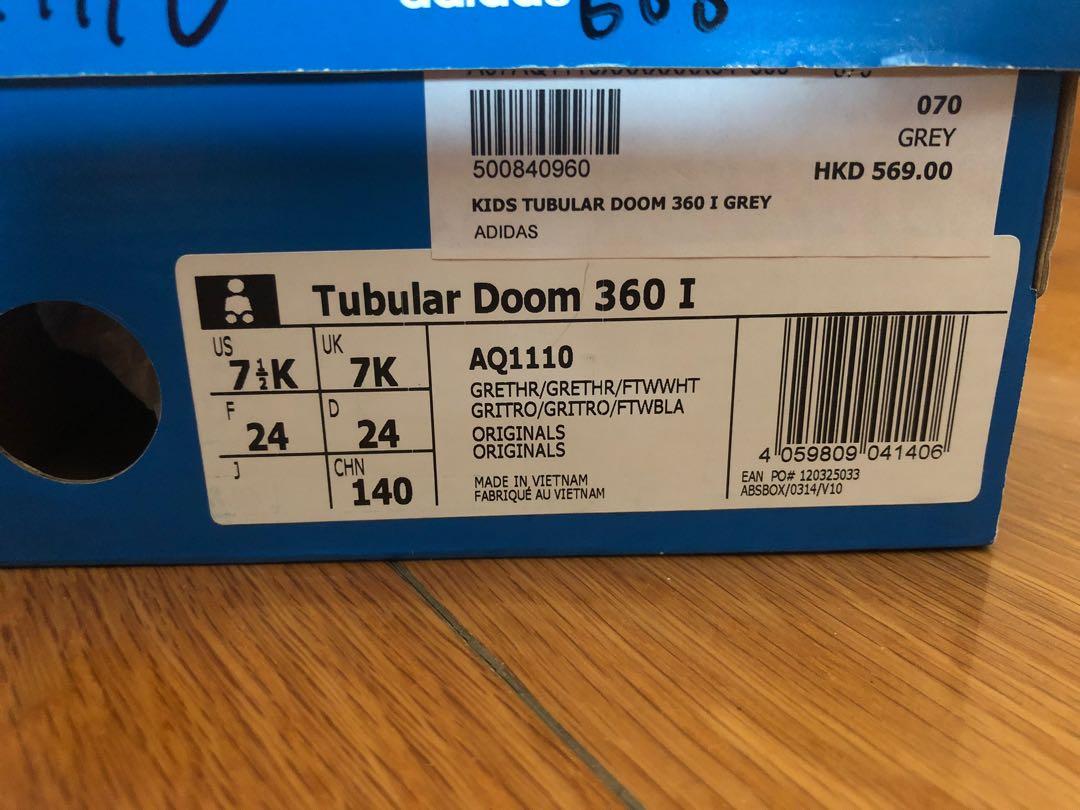 adidas
070
GREY
500840960
HKD 569.00
KIDS TUBULAR DOOM 360 I GREY
ADIDAS
Tubular Doom 360 I
US
7½K
UK
7K
F
24
D
24
J
CHN
140
AQ1110
GRETHR/GRETHR/FTWWHT
GRITRO/GRITRO/FTWBLA
ORIGINALS
ORIGINALS
MADE IN VIETNAM
FABRIQUÉ AU VIETNAM
4 059809 041406
EAN PO# 120325033
ABSBOX/0314/V10